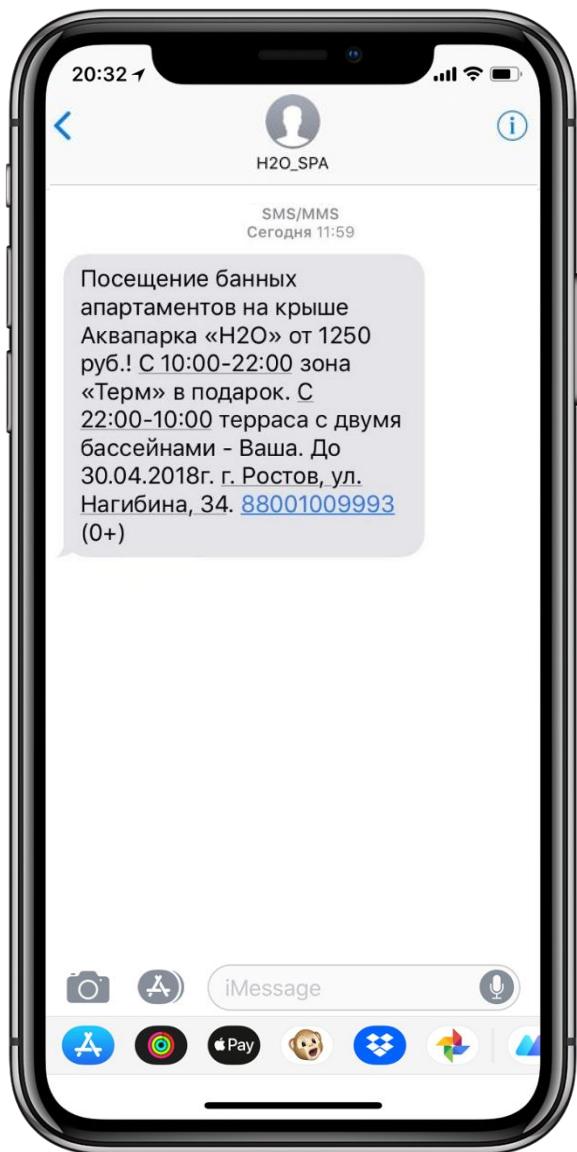 20:32
H2O_SPA
SMS/MMS
Сегодня 11:59
Посещение банных
апартаментов на крыше
Аквапарка «H2O» от 1250
руб.! С 10:00-22:00 зона
«Терм» в подарок. С
22:00-10:00 терраса с двумя
бассейнами - Ваша. До
30.04.2018г. г. Ростов, ул.
Нагибина, 34. 88001009993
(0+)
iMessage
Pay